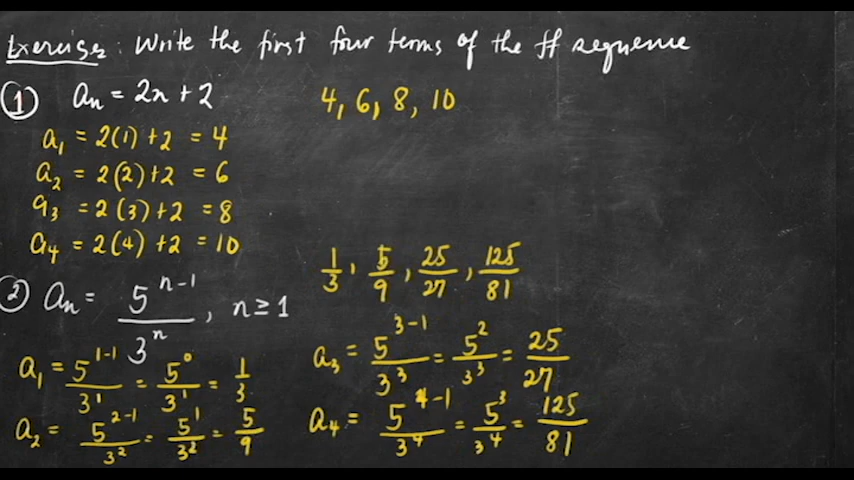 Exercises: Write the first four terms of the ff sequence
① an = 2n + 2
4, 6, 8, 10
a₁ = 2(1) + 2 = 4
a₂ = 2(2) + 2 = 6
a₃ = 2(3) + 2 = 8
a₄ = 2(4) + 2 = 10
1/3, 5/9, 25/27, 125/81
② an = 5^(n-1)/3^n, n ≥ 1
a₁ = 5^(1-1)/3^1 = 5^0/3^1 = 1/3
a₂ = 5^(2-1)/3^2 = 5^1/3^2 = 5/9
a₃ = 5^(3-1)/3^3 = 5^2/3^3 = 25/27
a₄ = 5^(4-1)/3^4 = 5^3/3^4 = 125/81